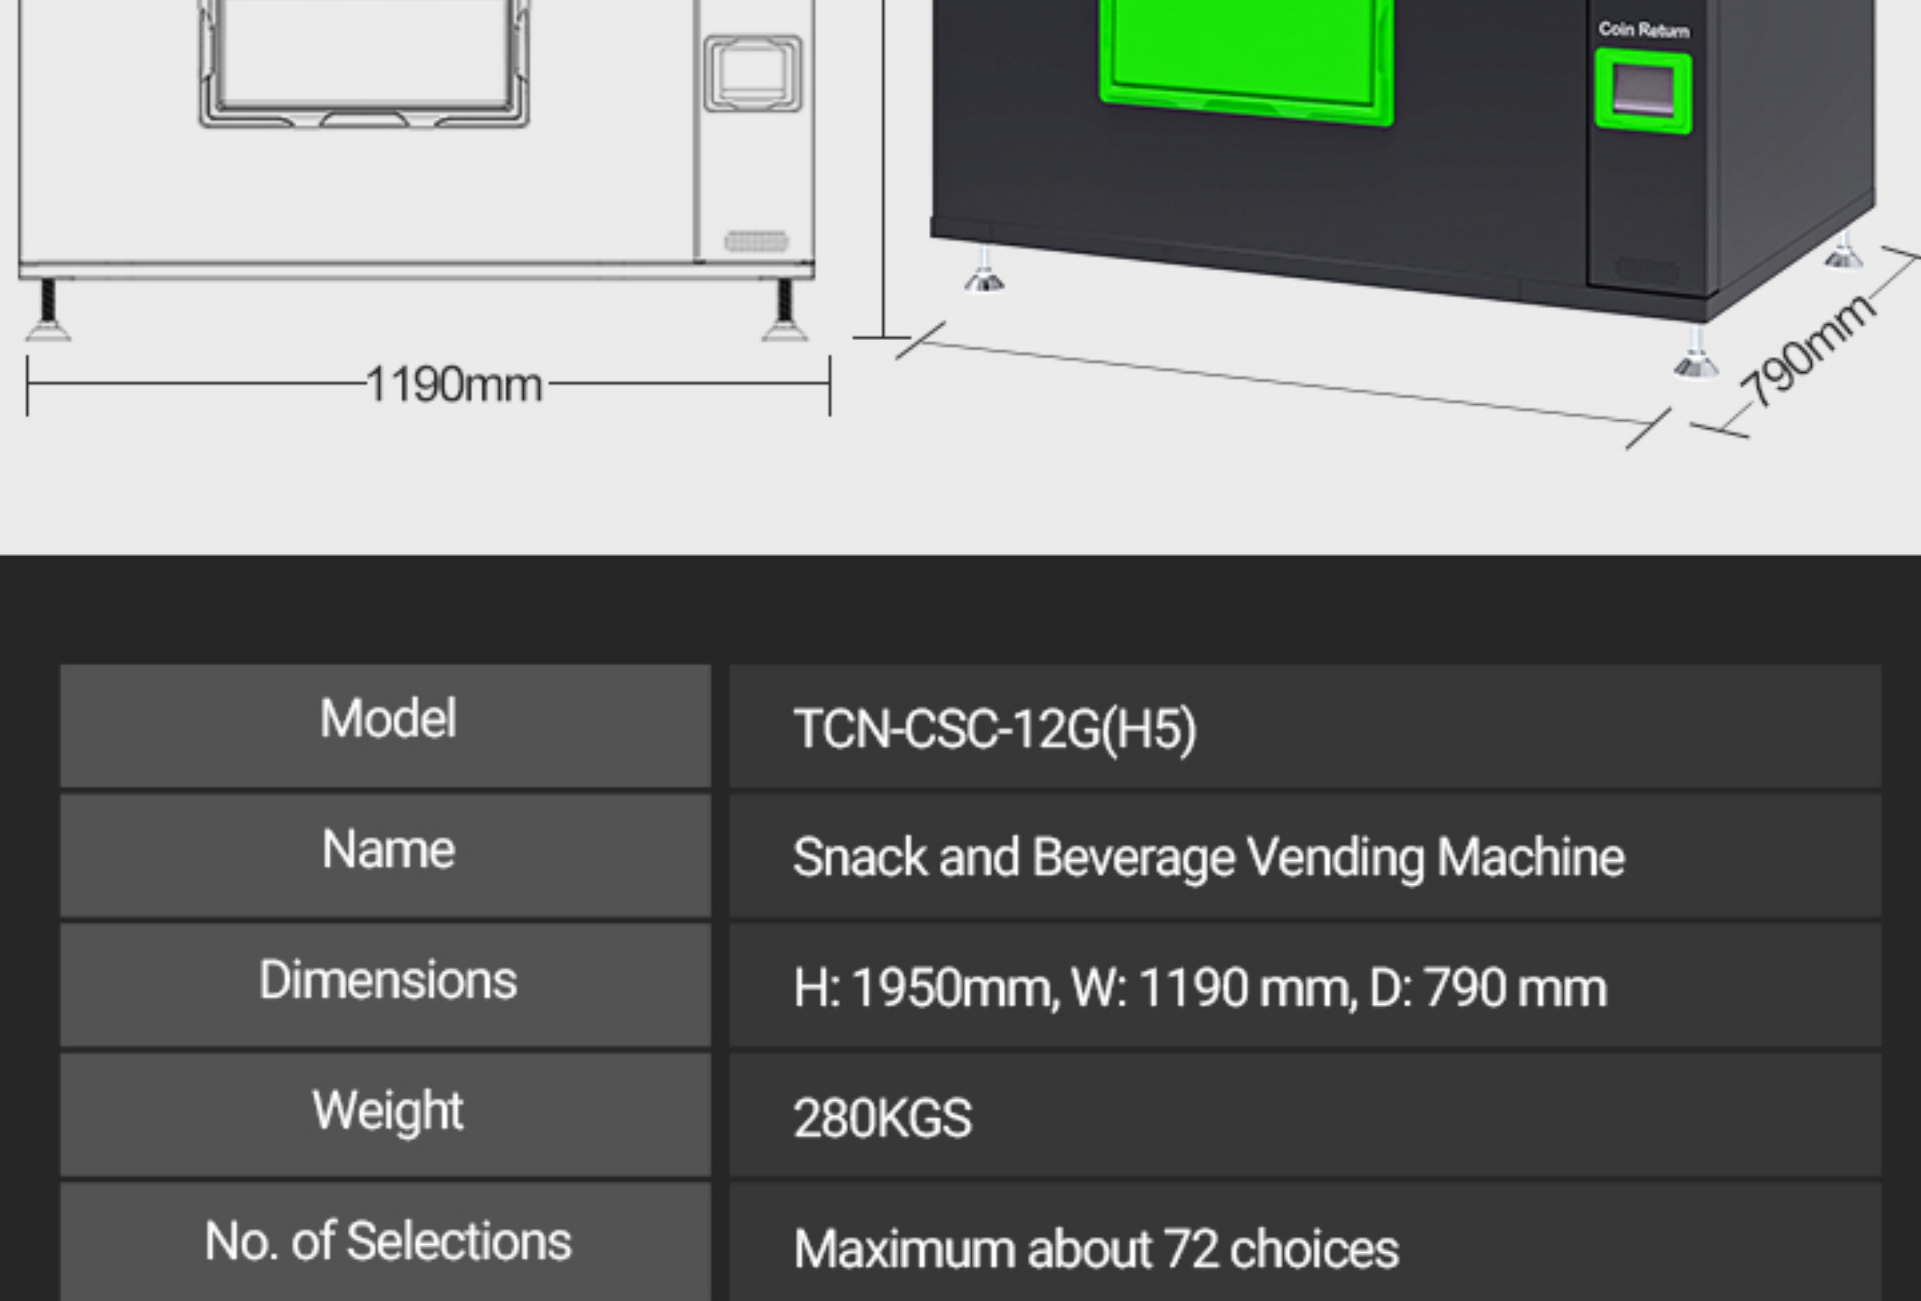 Coin Return
1190mm
790mm
Model
TCN-CSC-12G(H5)
Name
Snack and Beverage Vending Machine
Dimensions
H: 1950mm, W: 1190 mm, D: 790 mm
Weight
280KGS
No. of Selections
Maximum about 72 choices